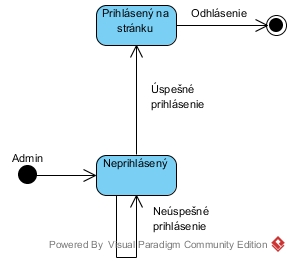 Prihlásený na
stránku
Odhlásenie
Úspešné
prihlásenie
Admin
Neprihlásený
Neúspešné
prihlásenie
Powered By Visual Paradigm Community Edition